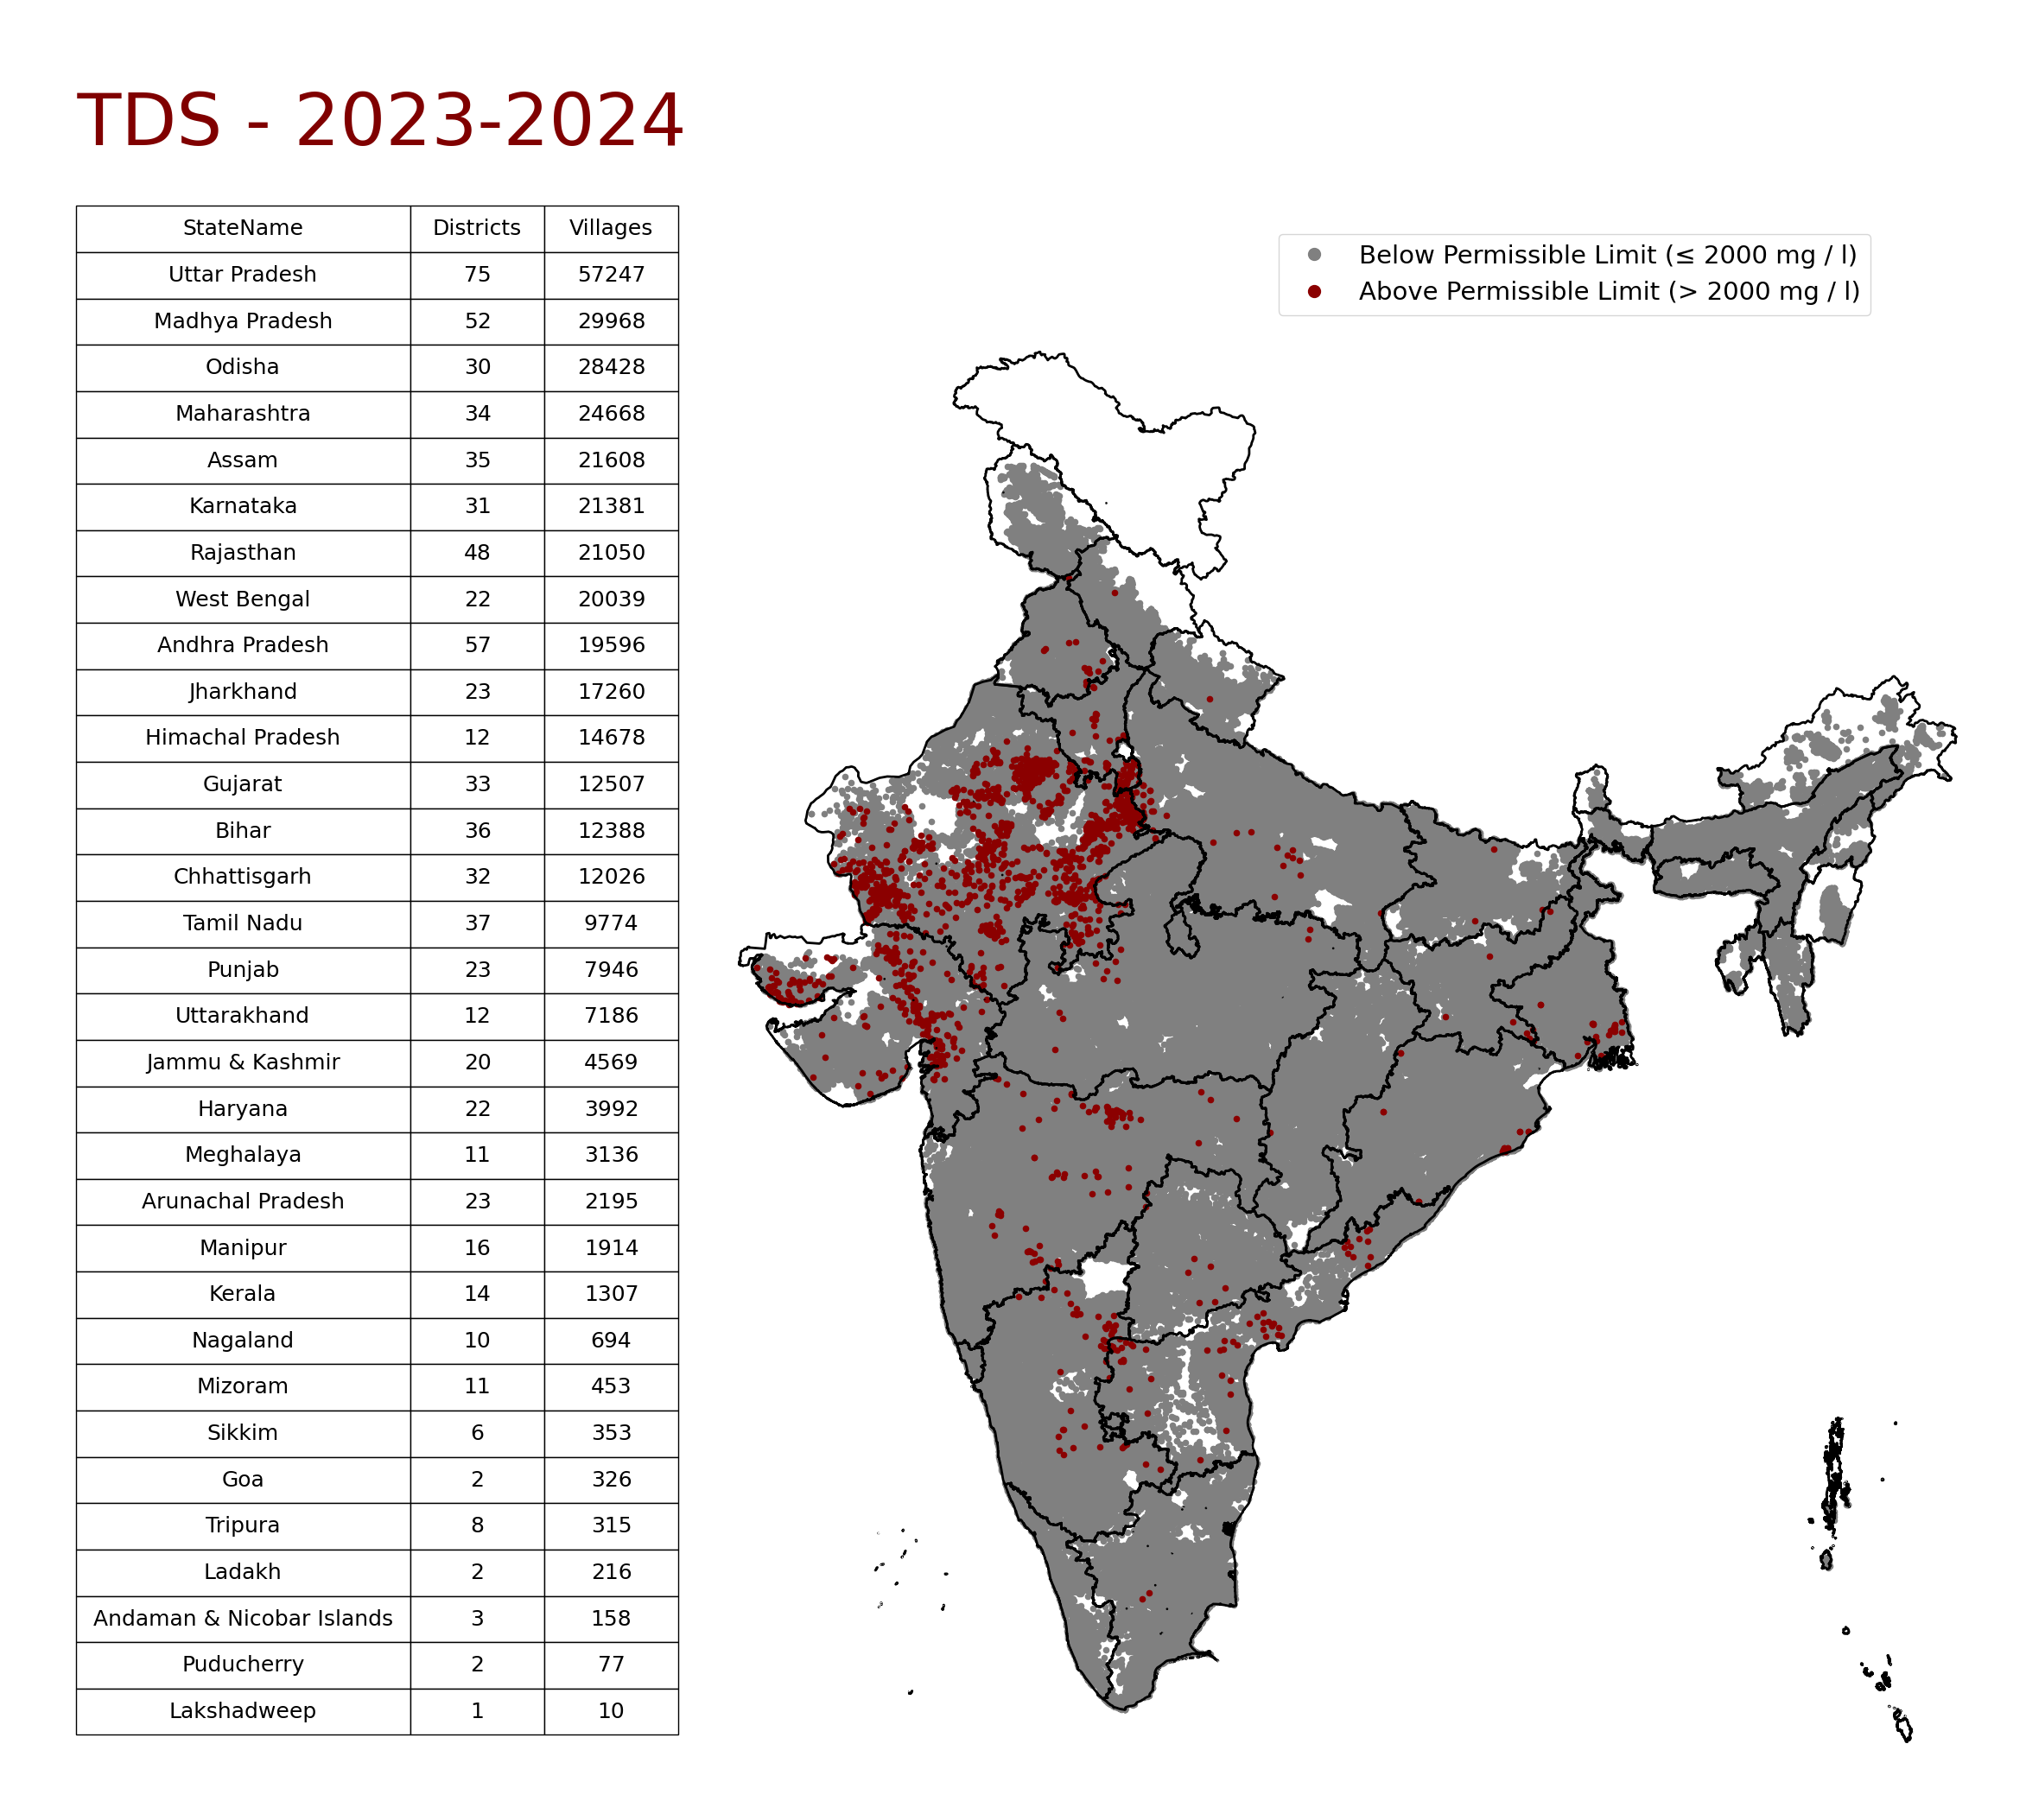 TDS - 2023-2024
StateName Districts Villages
Uttar Pradesh 75 57247
Madhya Pradesh 52 29968
Odisha 30 28428
Maharashtra 34 24668
Assam 35 21608
Karnataka 31 21381
Rajasthan 48 21050
West Bengal 22 20039
Andhra Pradesh 57 19596
Jharkhand 23 17260
Himachal Pradesh 12 14678
Gujarat 33 12507
Bihar 36 12388
Chhattisgarh 32 12026
Tamil Nadu 37 9774
Punjab 23 7946
Uttarakhand 12 7186
Jammu & Kashmir 20 4569
Haryana 22 3992
Meghalaya 11 3136
Arunachal Pradesh 23 2195
Manipur 16 1914
Kerala 14 1307
Nagaland 10 694
Mizoram 11 453
Sikkim 6 353
Goa 2 326
Tripura 8 315
Ladakh 2 216
Andaman & Nicobar Islands 3 158
Puducherry 2 77
Lakshadweep 1 10
Below Permissible Limit (≤ 2000 mg / l)
Above Permissible Limit (> 2000 mg / l)